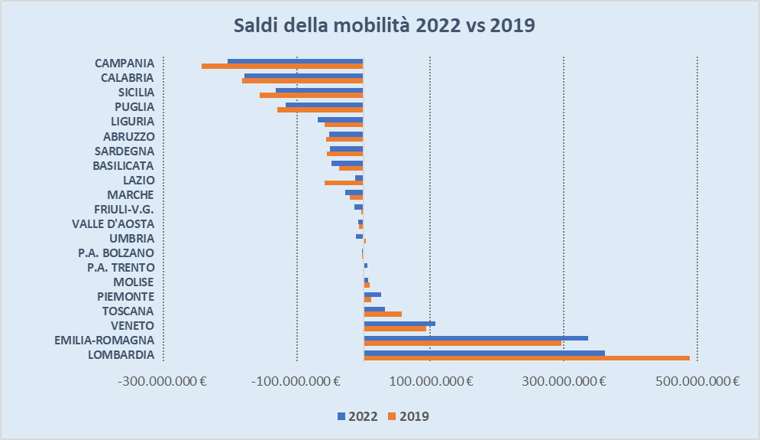 Saldi della mobilità 2022 vs 2019
CAMPANIA
CALABRIA
SICILIA
PUGLIA
LIGURIA
ABRUZZO
SARDEGNA
BASILICATA
LAZIO
MARCHE
FRIULI-V.G.
VALLE D'AOSTA
UMBRIA
P.A. BOLZANO
P.A. TRENTO
MOLISE
PIEMONTE
TOSCANA
VENETO
EMILIA-ROMAGNA
LOMBARDIA
-300.000.000 € -100.000.000 € 100.000.000 € 300.000.000 € 500.000.000 €
2022 2019